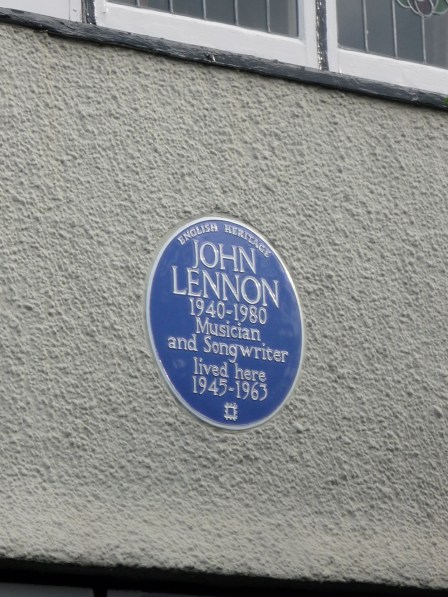 ENGLISH HERITAGE
JOHN
LENNON
1940-1980
Musician
and Songwriter
lived here
1945-1963